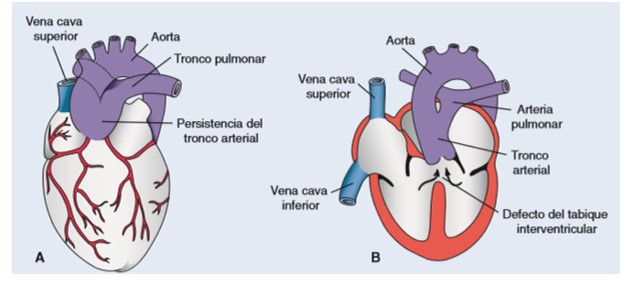 Vena cava
superior
Aorta
Tronco pulmonar
Persistencia del
tronco arterial
A
Aorta
Vena cava
superior
Arteria
pulmonar
Tronco
arterial
Vena cava
inferior
Defecto del tabique
interventricular
B